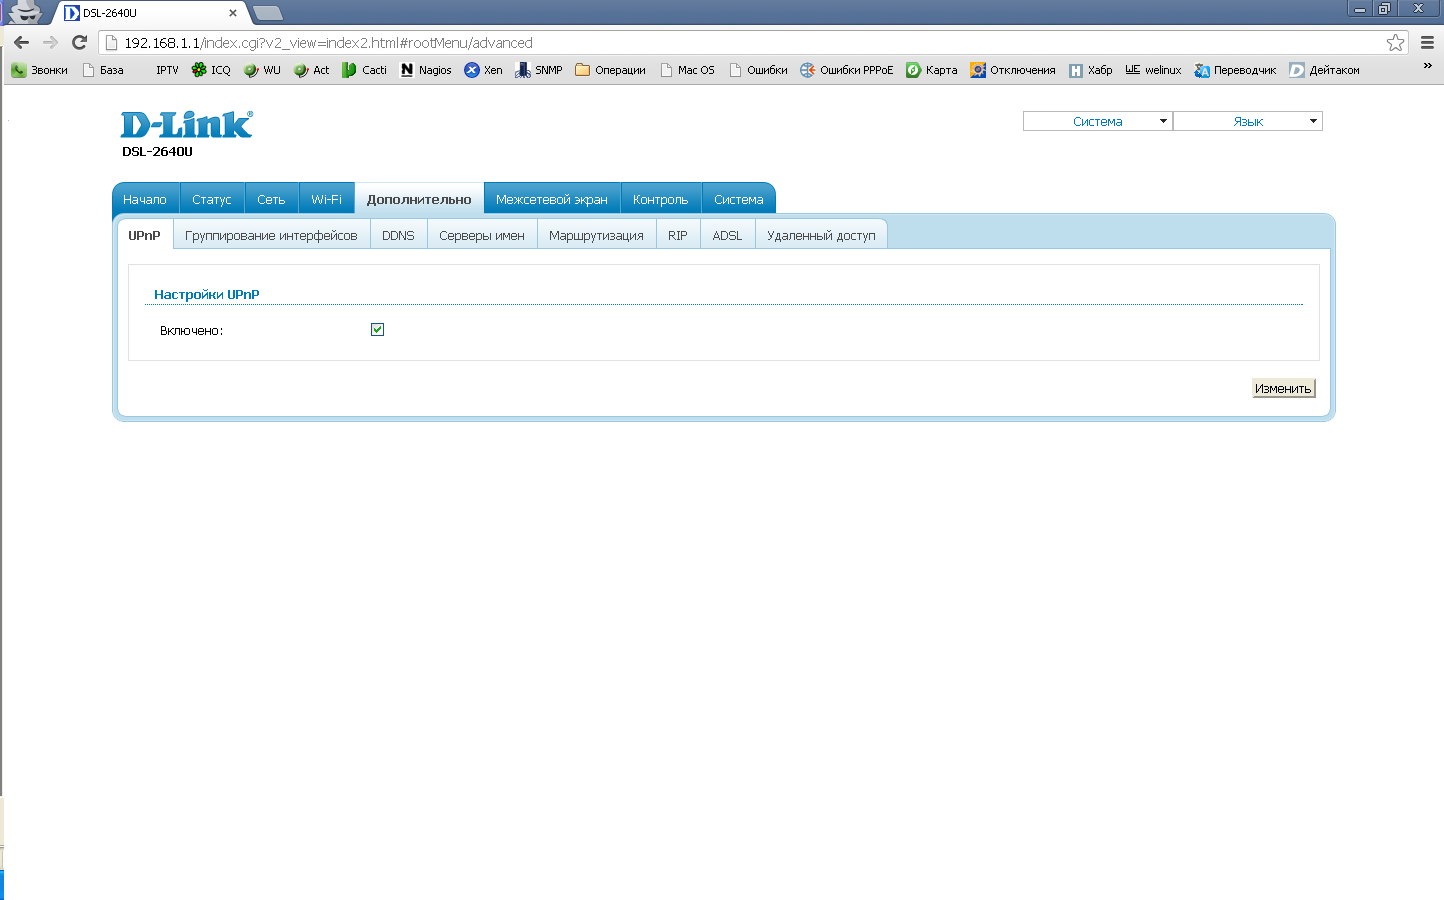 DSL-2640U
192.168.1.1/index.cgi?v2_view=index2.html#rootMenu/advanced
Звонки База IPTV ICQ WU Act Cacti Nagios Xen SNMP Операции Mac OS Ошибки Ошибки PPPoE Карта Отключения Хабр welinux Переводчик Дейтаком »
D-Link®
DSL-2640U
Система Язык
Начало Статус Сеть Wi-Fi Дополнительно Межсетевой экран Контроль Система
UPnP Группирование интерфейсов DDNS Серверы имен Маршрутизация RIP ADSL Удаленный доступ
Настройки UPnP
Включено:
Изменить